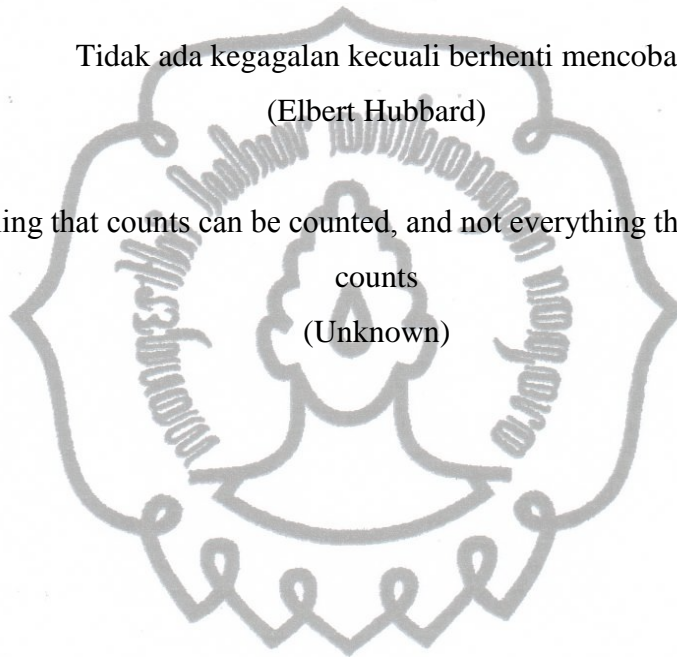 Tidak ada kegagalan kecuali berhenti mencoba
(Elbert Hubbard)
ing that counts can be counted, and not everything th
counts
(Unknown)